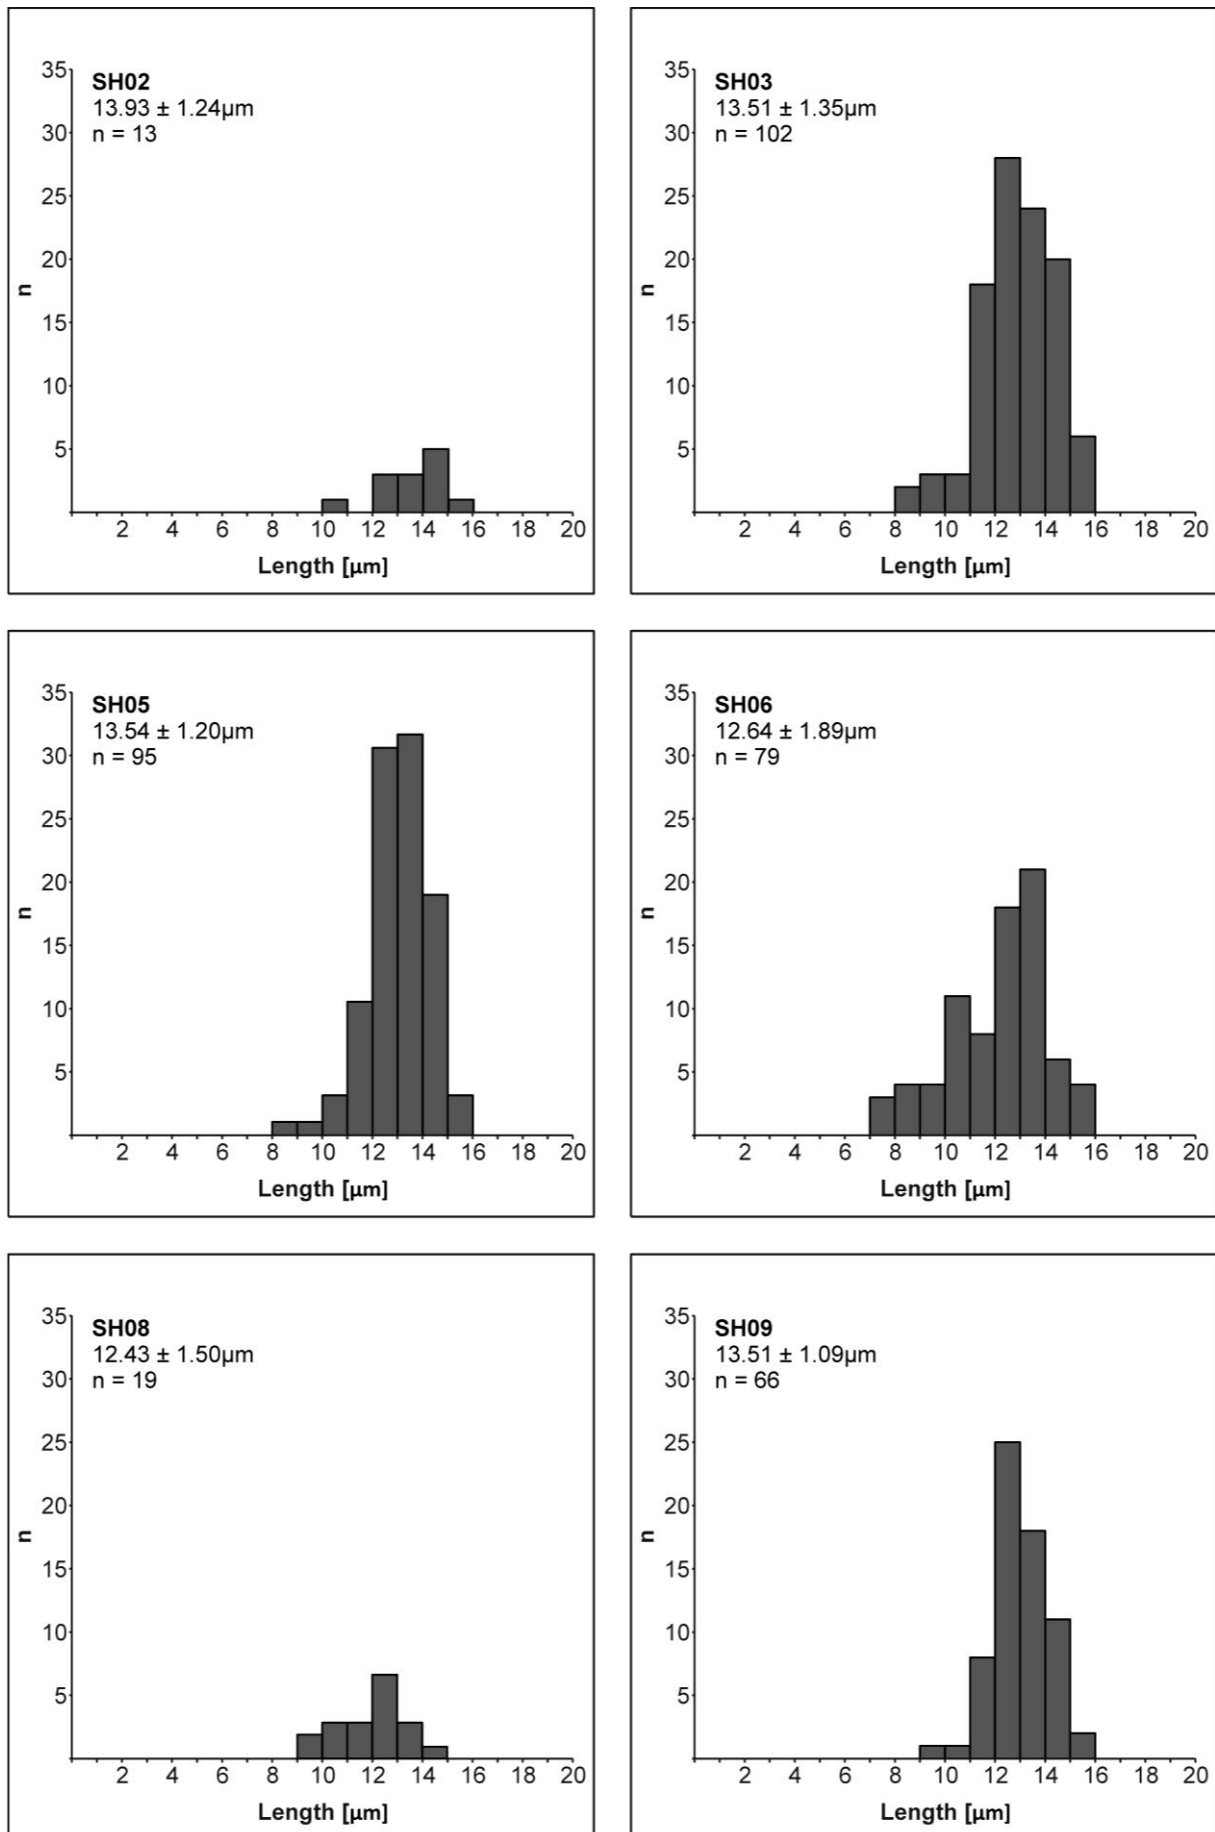 SH02
13.93 ± 1.24µm
n = 13
35
30
25
20
15
10
5
n
2 4 6 8 10 12 14 16 18 20
Length [µm]
SH03
13.51 ± 1.35µm
n = 102
35
30
25
20
15
10
5
n
2 4 6 8 10 12 14 16 18 20
Length [µm]
SH05
13.54 ± 1.20µm
n = 95
35
30
25
20
15
10
5
n
2 4 6 8 10 12 14 16 18 20
Length [µm]
SH06
12.64 ± 1.89µm
n = 79
35
30
25
20
15
10
5
n
2 4 6 8 10 12 14 16 18 20
Length [µm]
SH08
12.43 ± 1.50µm
n = 19
35
30
25
20
15
10
5
n
2 4 6 8 10 12 14 16 18 20
Length [µm]
SH09
13.51 ± 1.09µm
n = 66
35
30
25
20
15
10
5
n
2 4 6 8 10 12 14 16 18 20
Length [µm]